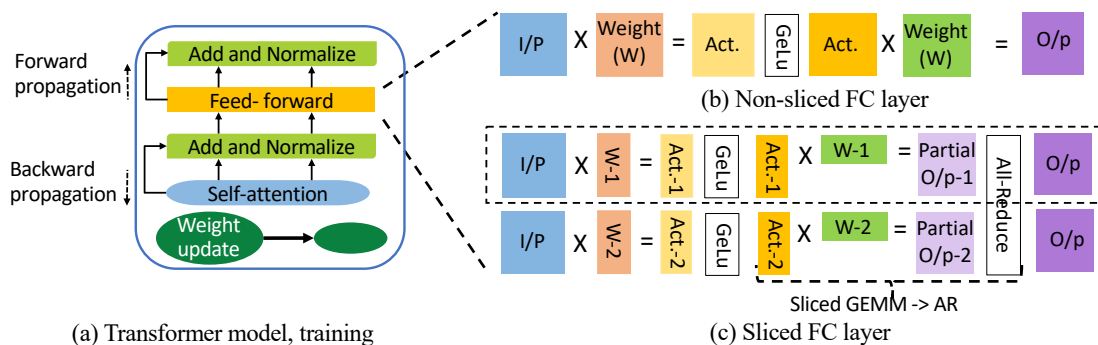 Forward propagation
Add and Normalize
Feed- forward
Add and Normalize
Backward propagation
Self-attention
Weight update
(a) Transformer model, training
I/P X Weight (W) = Act. GeLu Act. X Weight (W) = O/p
(b) Non-sliced FC layer
I/P X W-1 = Act.-1 GeLu Act.-1 X W-1 = Partial O/p-1 All-Reduce O/p
I/P X W-2 = Act.-2 GeLu Act.-2 X W-2 = Partial O/p-2 O/p
Sliced GEMM -> AR
(c) Sliced FC layer